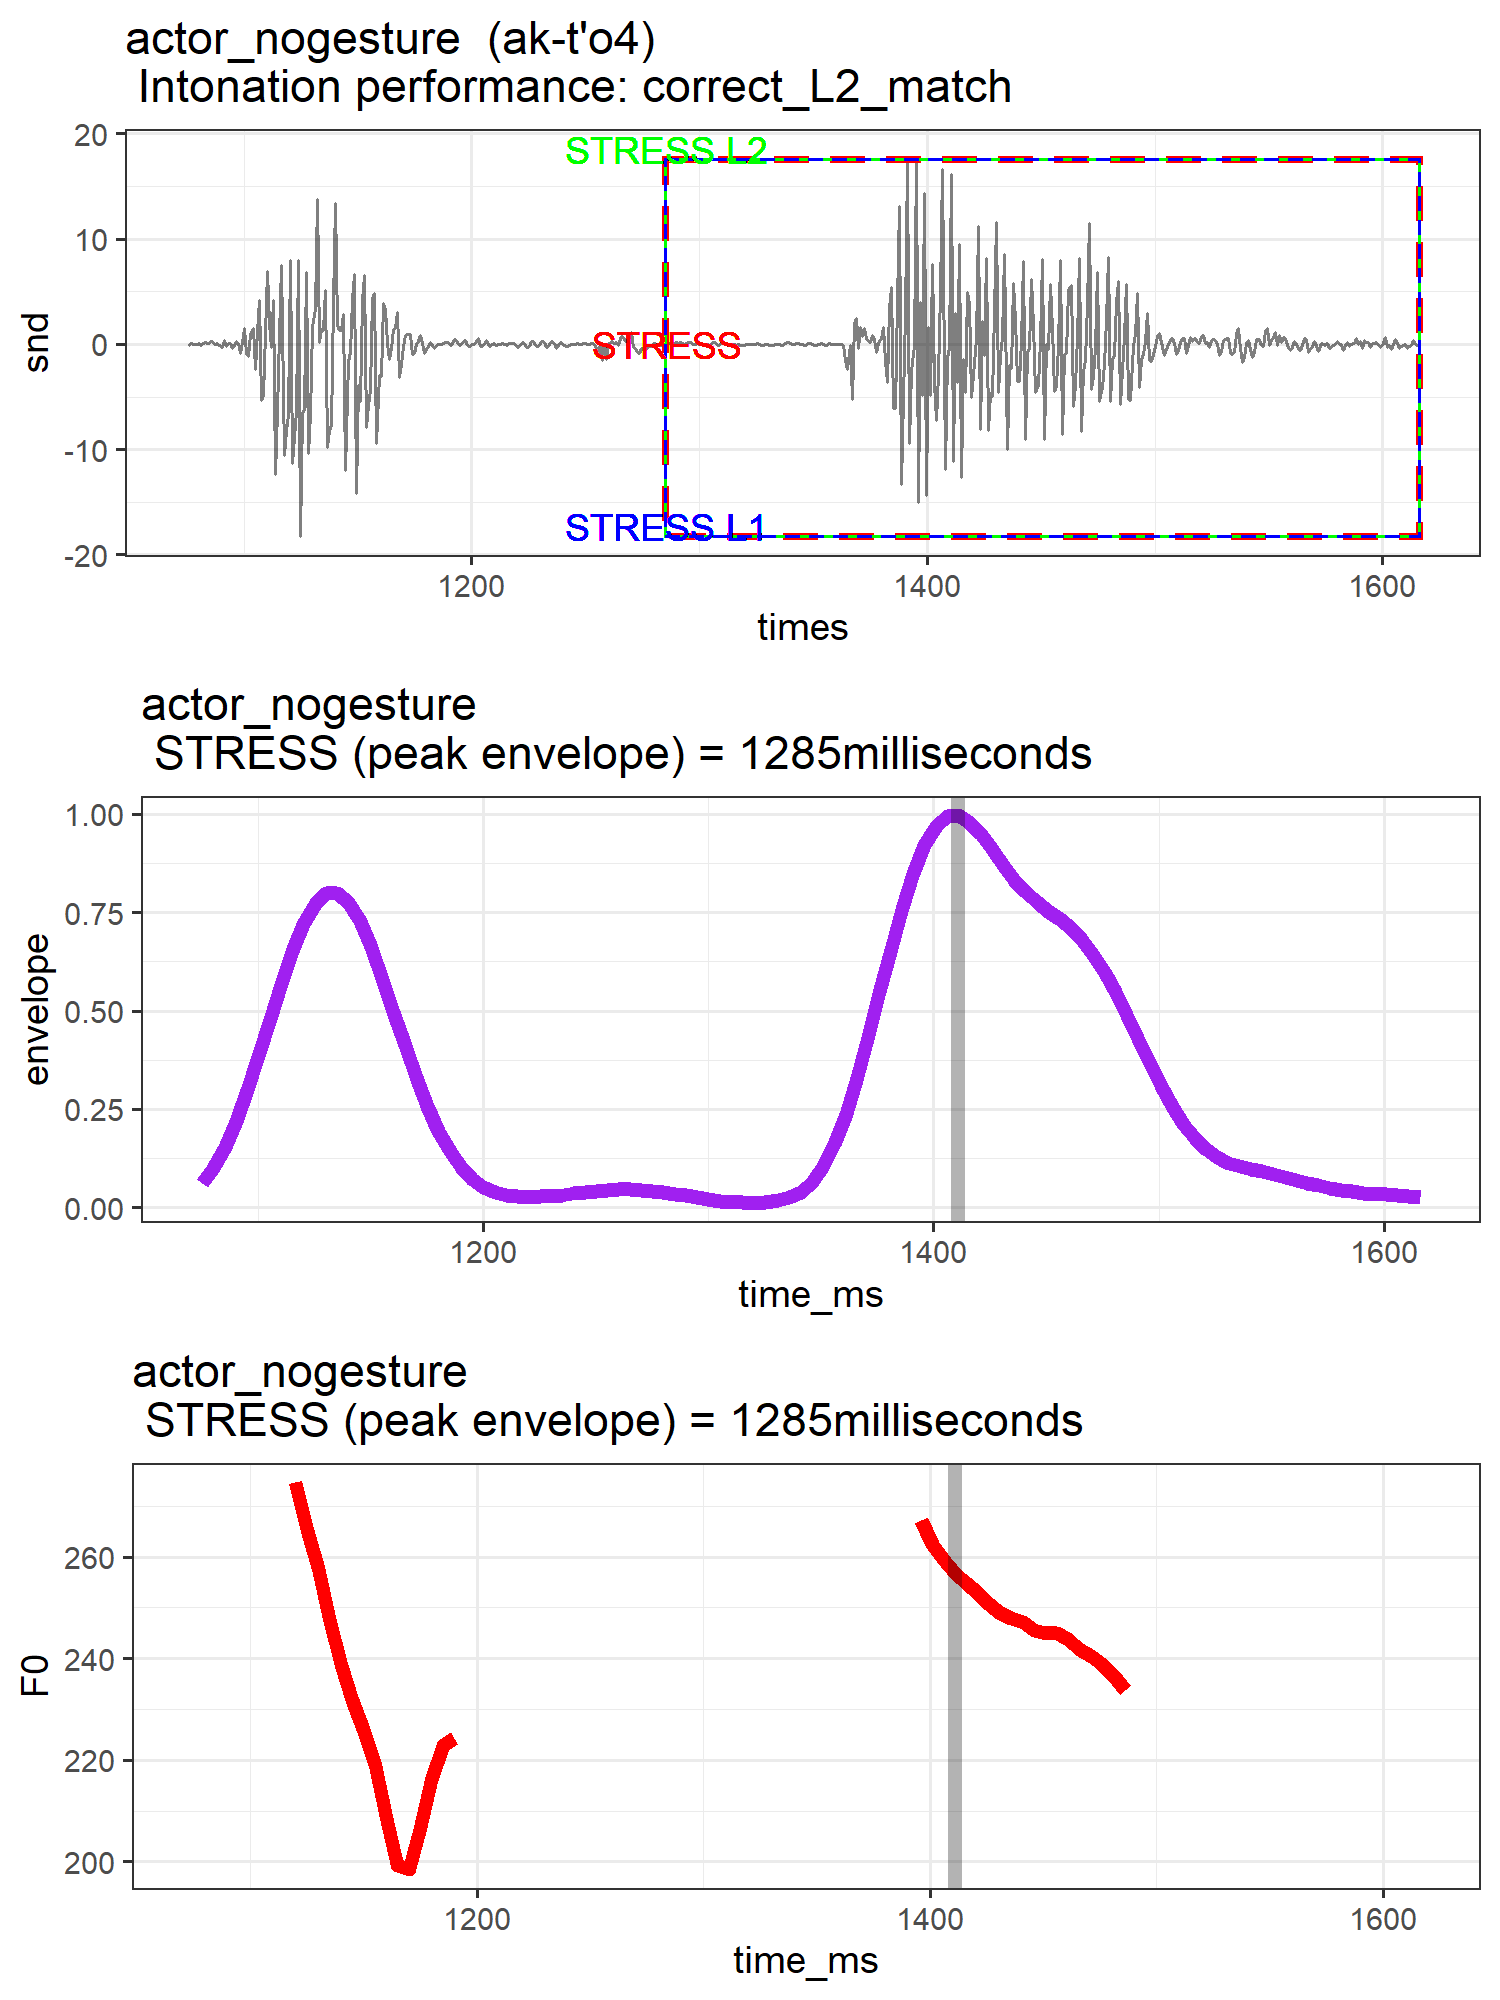 actor_nogesture  (ak-t'o4)
Intonation performance: correct_L2_match
20
10
0
-10
-20
snd
STRESS L2
STRESS
STRESS L1
1200
1400
1600
times
actor_nogesture
STRESS (peak envelope) = 1285milliseconds
1.00
0.75
0.50
0.25
0.00
envelope
1200
1400
1600
time_ms
actor_nogesture
STRESS (peak envelope) = 1285milliseconds
260
240
220
200
F0
1200
1400
1600
time_ms